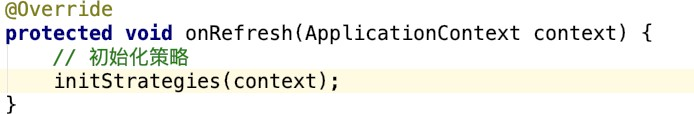 @Override
protected void onRefresh(ApplicationContext context) {
    // 初始化策略
    initStrategies(context);
}